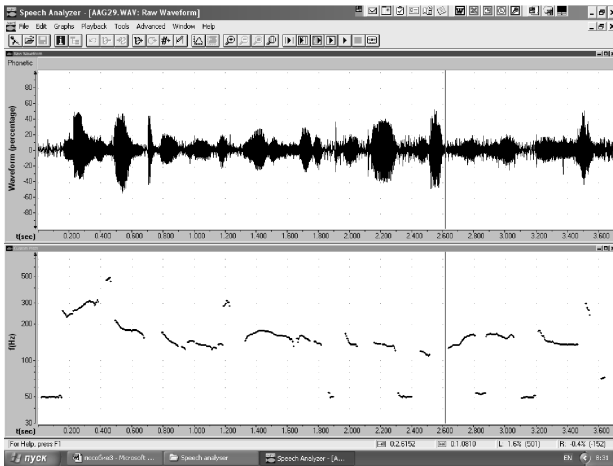 Speech Analyzer - [AAG29.WAV: Raw Waveform]
File Edit Graphs Playback Tools Advanced Window Help
Phonetic
Waveform (percentage)
80
60
40
20
0
-20
-40
-60
-80
t(sec) 0.200 0.400 0.600 0.800 1.000 1.200 1.400 1.600 1.800 2.000 2.200 2.400 2.600 2.800 3.000 3.200 3.400 3.600
f(Hz)
500
300
200
100
50
30
t(sec) 0.200 0.400 0.600 0.800 1.000 1.200 1.400 1.600 1.800 2.000 2.200 2.400 2.600 2.800 3.000 3.200 3.400 3.600
For Help, press F1 0:2.6152 0:1.0810 L: 1.6% (501) R: -0.4% (-152)
пуск - Microsoft ... Speech analyser Speech Analyzer - [A... EN 8:31